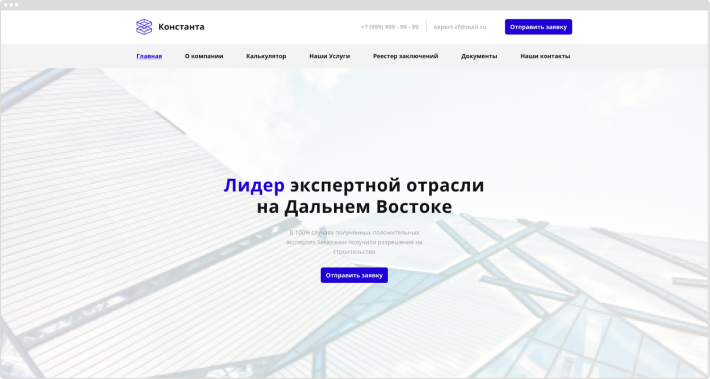 Константа
+7 (999) 999 - 99 - 99
expert-rf@mail.ru
Отправить заявку
Главная
О компании
Калькулятор
Наши Услуги
Реестер заключений
Документы
Наши контакты
Лидер экспертной отрасли
на Дальнем Востоке
В 100% случаях полученных положительных
экспертиз Заказчики получали разрешения на
строительство
Отправить заявку